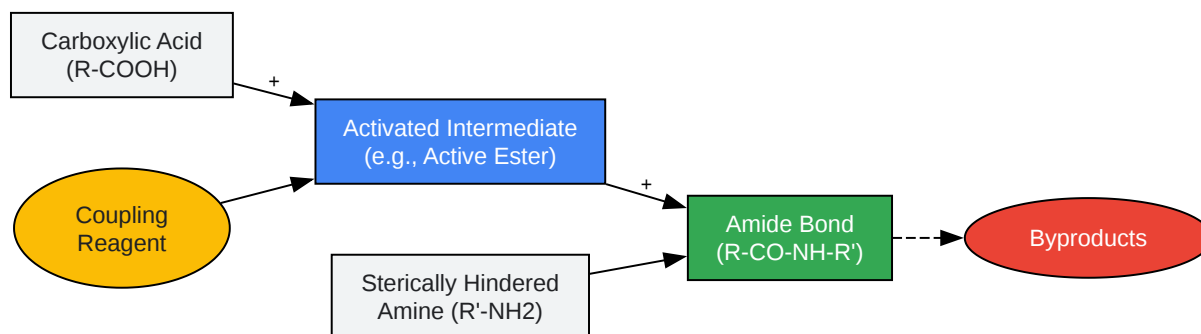 Carboxylic Acid
(R-COOH)
+
Activated Intermediate
(e.g., Active Ester)
Coupling
Reagent
+
Amide Bond
(R-CO-NH-R')
Byproducts
Sterically Hindered
Amine (R'-NH2)